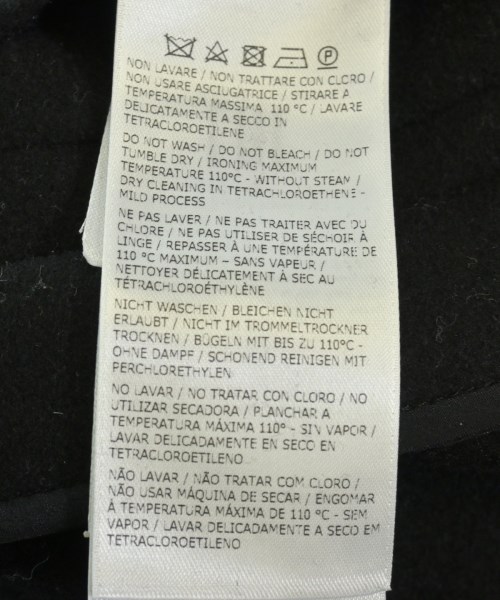 NON LAVARE / NON TRATTARE CON CLORO /
NON USARE ASCIUGATRICE / STIRARE A
TEMPERATURA MASSIMA 110 °C / LAVARE
DELICATAMENTE A SECCO IN
TETRACLOROETILENE
DO NOT WASH / DO NOT BLEACH / DO NOT
TUMBLE DRY / IRONING MAXIMUM
TEMPERATURE 110°C - WITHOUT STEAM /
DRY CLEANING IN TETRACHLOROETHENE -
MILD PROCESS
NE PAS LAVER / NE PAS TRAITER AVEC DU
CHLORE / NE PAS UTILISER DE SÉCHOIR À
LINGE / REPASSER À UNE TEMPÉRATURE DE
110 °C MAXIMUM – SANS VAPEUR /
NETTOYER DÉLICATEMENT À SEC AU
TÉTRACHLOROÉTHYLÈNE
NICHT WASCHEN / BLEICHEN NICHT
ERLAUBT / NICHT IM TROMMELTROCKNER
TROCKNEN / BÜGELN MIT BIS ZU 110°C -
OHNE DAMPF / SCHONEND REINIGEN MIT
PERCHLORETHYLEN
NO LAVAR / NO TRATAR CON CLORO / NO
UTILIZAR SECADORA / PLANCHAR A
TEMPERATURA MÁXIMA 110° - SIN VAPOR /
LAVAR DELICADAMENTE EN SECO EN
TETRACLOROETILENO
NÃO LAVAR / NÃO TRATAR COM CLORO /
NÃO USAR MÁQUINA DE SECAR / ENGOMAR
À TEMPERATURA MÁXIMA DE 110 °C - SEM
VAPOR / LAVAR DELICADAMENTE A SECO EM
TETRACLOROETILENO